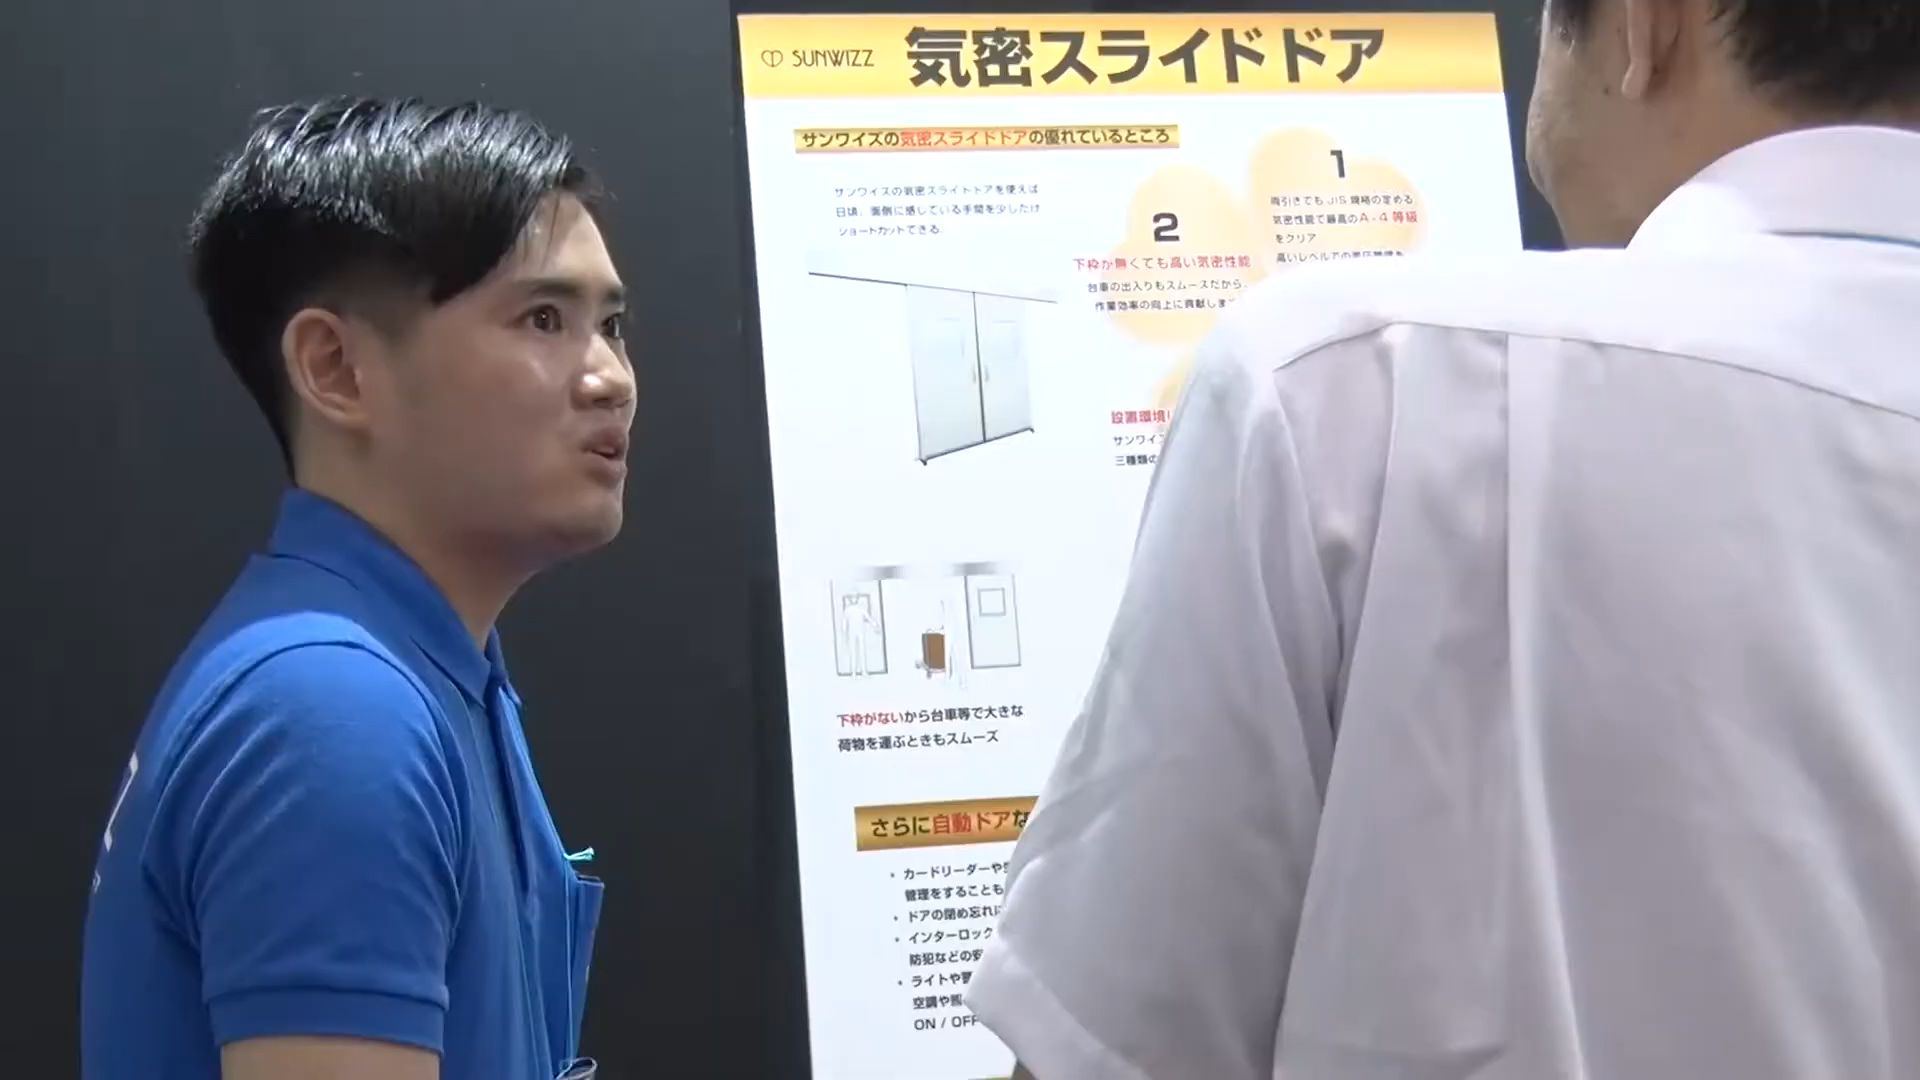 SUNWIZZ 気密スライドドア
サンワイズの気密スライドドアの優れているところ
サンワイズの気密スライドドアを使えば
日頃、面倒に感じている手間を少しだけ
ショートカットできる。
1
両引きでもJIS規格の定める
気密性能で最高のA-4等級
をクリア
高いレベルでの
2
下枠が無くても高い気密性能
台車の出入りもスムースだから、
作業効率の向上に貢献しま
設置環境
サンワイ
三種類の
下枠がないから台車等で大きな
荷物を運ぶときもスムーズ
さらに自動ドアな
・カードリーダーや
管理をすることも
・ドアの閉め忘れ
・インターロック
防犯などの安
・ライトや
空調や照
ON / OFF